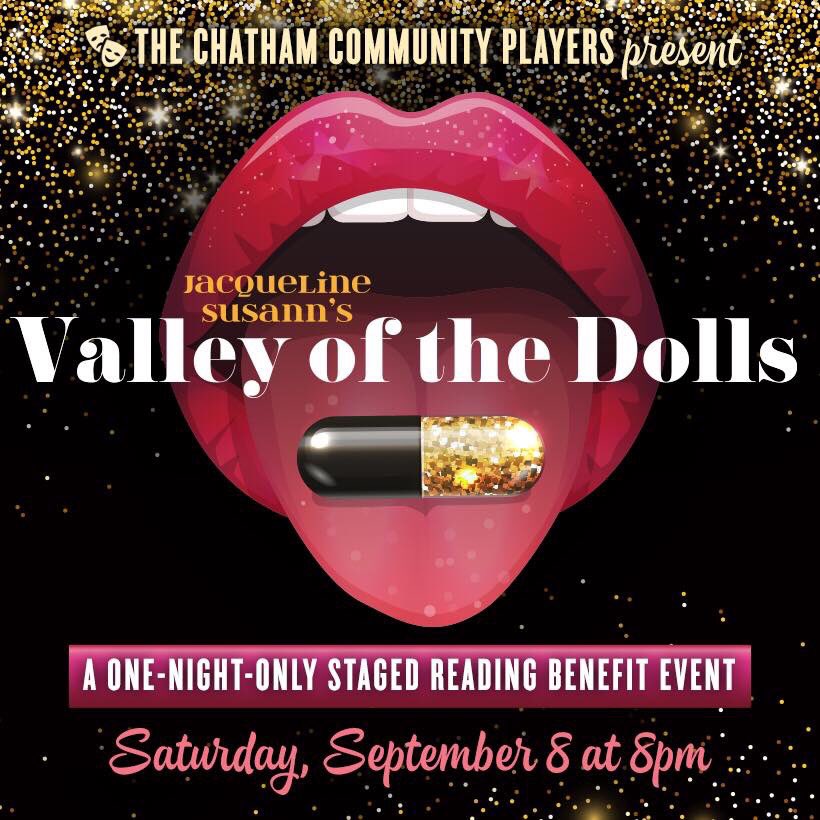 THE CHATHAM COMMUNITY PLAYERS present
Jacqueline
susann's
Valley of the Dolls
A ONE-NIGHT-ONLY STAGED READING BENEFIT EVENT
Saturday, September 8 at 8pm